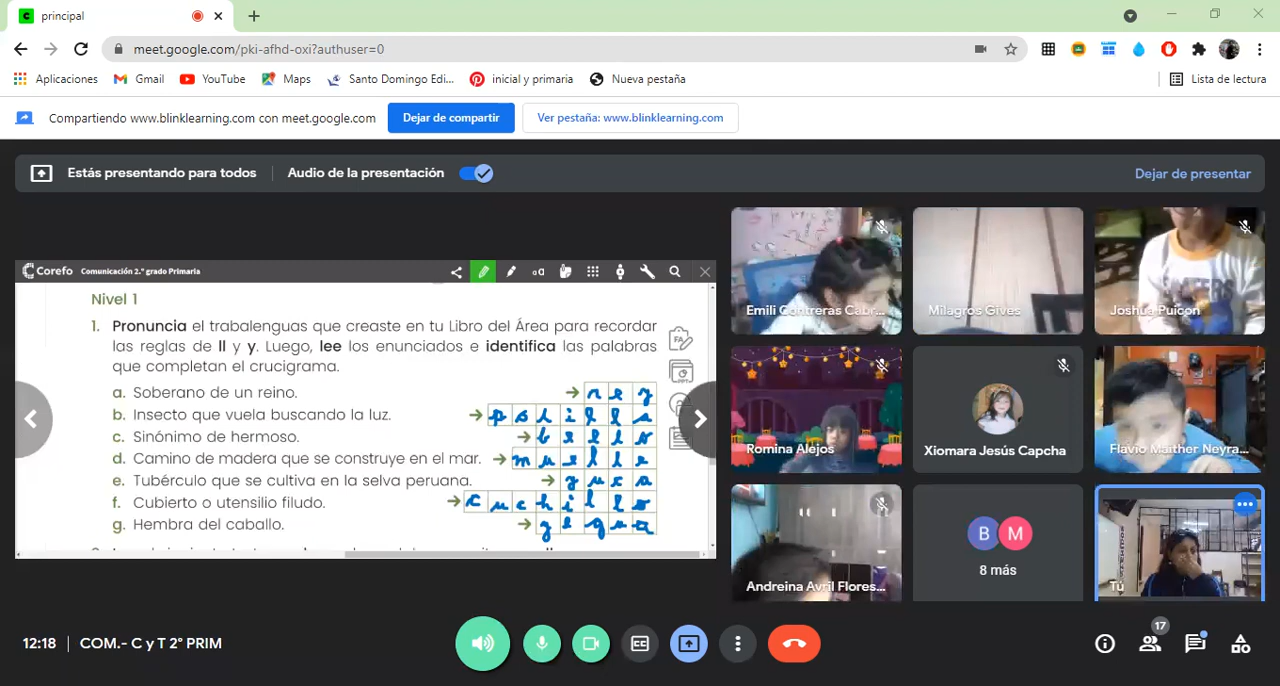 principal
meet.google.com/pki-afhd-oxi?authuser=0
Aplicaciones Gmail YouTube Maps Santo Domingo Edi... inicial y primaria Nueva pestaña Lista de lectura
Compartiendo www.blinklearning.com con meet.google.com Dejar de compartir Ver pestaña: www.blinklearning.com
Estás presentando para todos Audio de la presentación Dejar de presentar
Corefo Comunicación 2.° grado Primaria
Nivel 1
1. Pronuncia el trabalenguas que creaste en tu Libro del Área para recordar
las reglas de ll y y. Luego, lee los enunciados e identifica las palabras
que completan el crucigrama.
a. Soberano de un reino. rey
b. Insecto que vuela buscando la luz.
c. Sinónimo de hermoso. bello
d. Camino de madera que se construye en el mar. muelle
e. Tubérculo que se cultiva en la selva peruana. yuca
f. Cubierto o utensilio filudo. cuchillo
g. Hembra del caballo.
Emili Contreras Cabr...
Milagros Gives
Joshua Puicon
Romina Alejos
Xiomara Jesús Capcha
Flavio Maither Neyra...
Andreina Avril Flores...
B M
8 más
Tú
12:18 COM.- C y T 2° PRIM
17